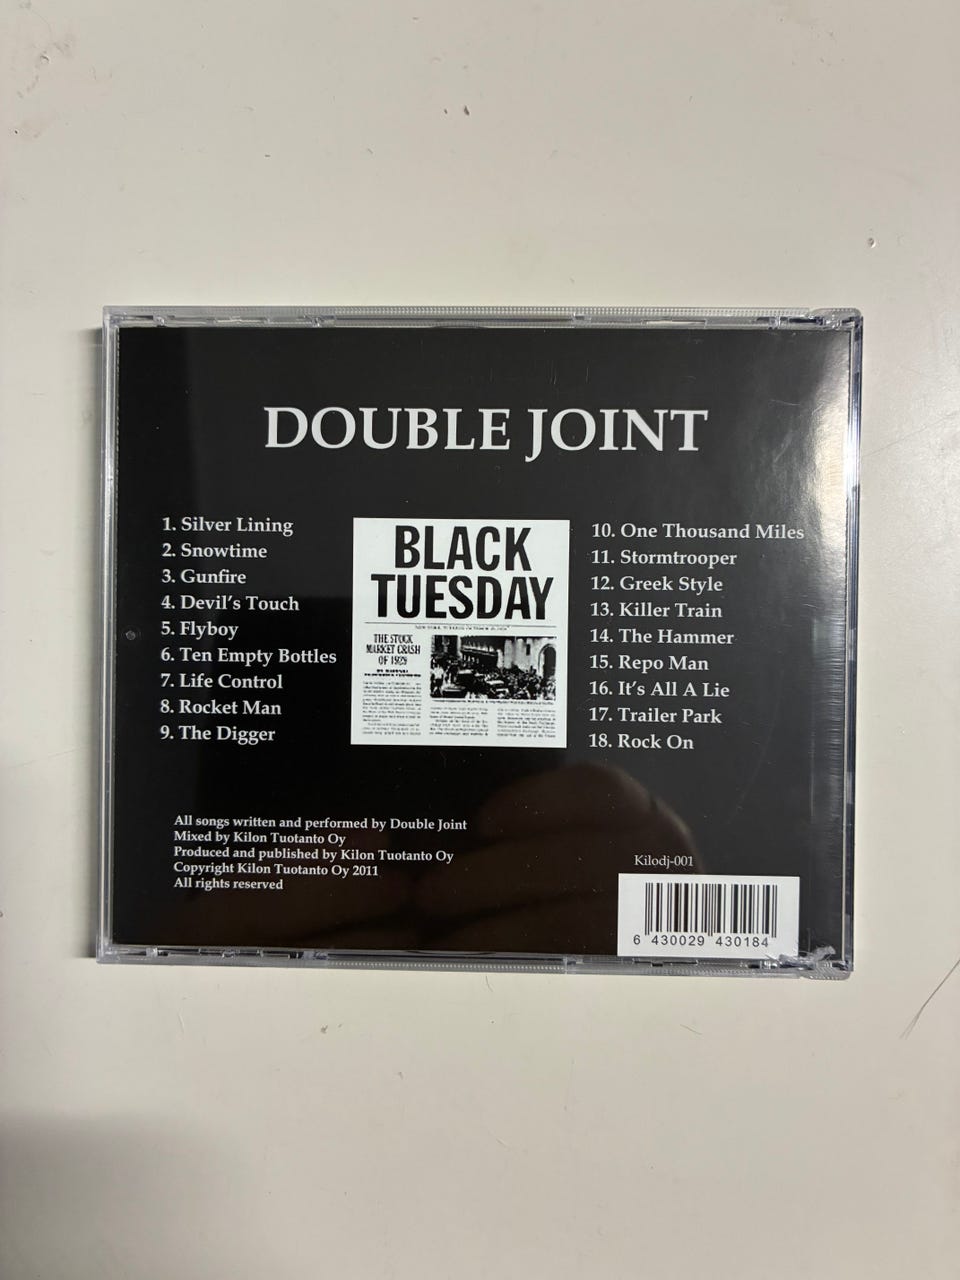 DOUBLE JOINT
1. Silver Lining
2. Snowtime
3. Gunfire
4. Devil's Touch
5. Flyboy
6. Ten Empty Bottles
7. Life Control
8. Rocket Man
9. The Digger
BLACK
TUESDAY
THE STOCK
MARKET CRASH
OF 1929
10. One Thousand Miles
11. Stormtrooper
12. Greek Style
13. Killer Train
14. The Hammer
15. Repo Man
16. It's All A Lie
17. Trailer Park
18. Rock On
All songs written and performed by Double Joint
Mixed by Kilon Tuotanto Oy
Produced and published by Kilon Tuotanto Oy
Copyright Kilon Tuotanto Oy 2011
All rights reserved
Kilodj-001
6 430029 430184